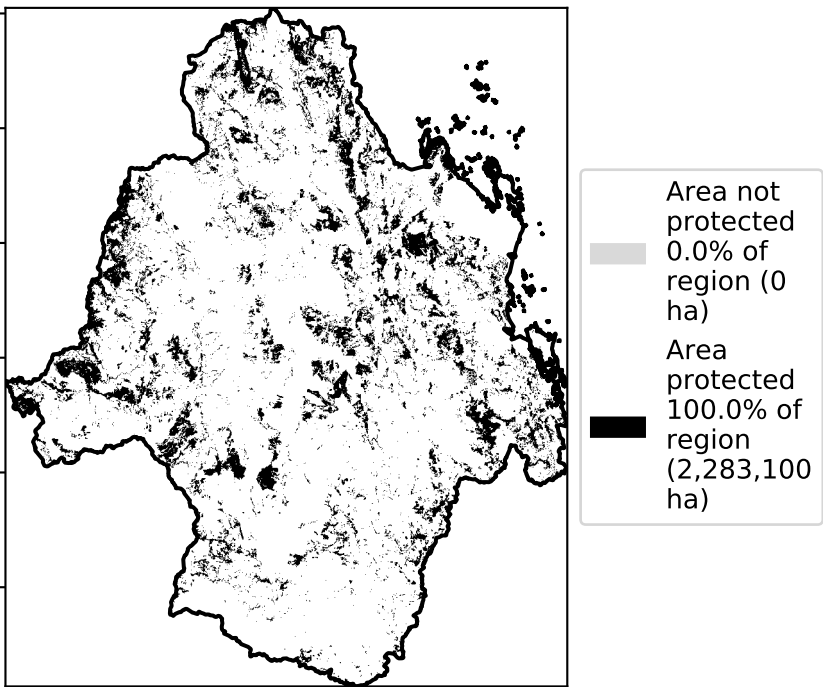 Area not
protected
0.0% of
region (0
ha)
Area
protected
100.0% of
region
(2,283,100
ha)